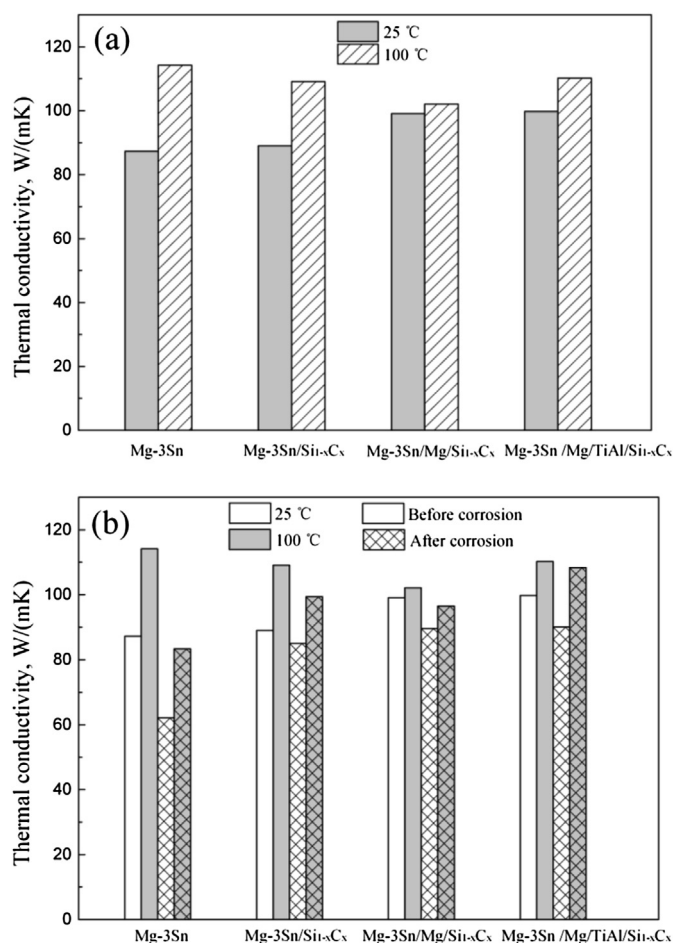 (a)
25 ℃
100 ℃
Thermal conductivity, W/(mK)
120
100
80
60
40
20
0
Mg-3Sn
Mg-3Sn/Si1-xCx
Mg-3Sn/Mg/Si1-xCx
Mg-3Sn /Mg/TiAl/Si1-xCx
(b)
25 ℃
Before corrosion
100 ℃
After corrosion
Thermal conductivity, W/(mK)
120
100
80
60
40
20
0
Mg-3Sn
Mg-3Sn/Si1-xCx
Mg-3Sn/Mg/Si1-xCx
Mg-3Sn /Mg/TiAl/Si1-xCx